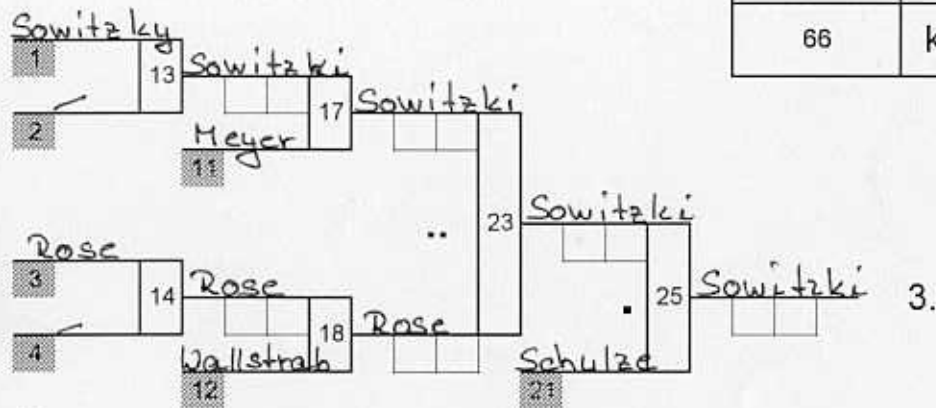 Sowitzky
1
66
k
13
Sowitzki
2
17
Sowitzki
Meyer
11
23
Sowitzki
Rose
3
14
Rose
25
Sowitzki
3.
4
18
Rose
Wallstrab
12
Schulze
21